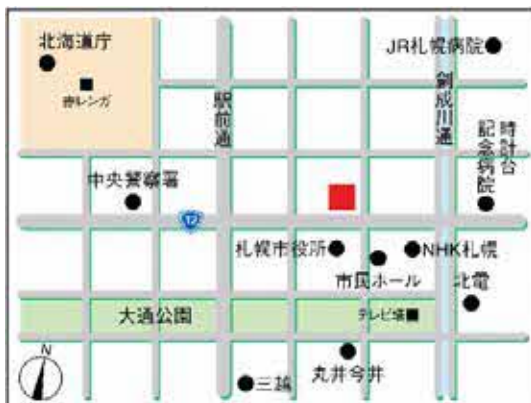 北海道庁
赤レンガ
JR札幌病院
駅前通
創成川通
時計台
記念病院
中央警察署
12
札幌市役所
NHK札幌
市民ホール
北電
大通公園
テレビ塔
丸井今井
三越
N